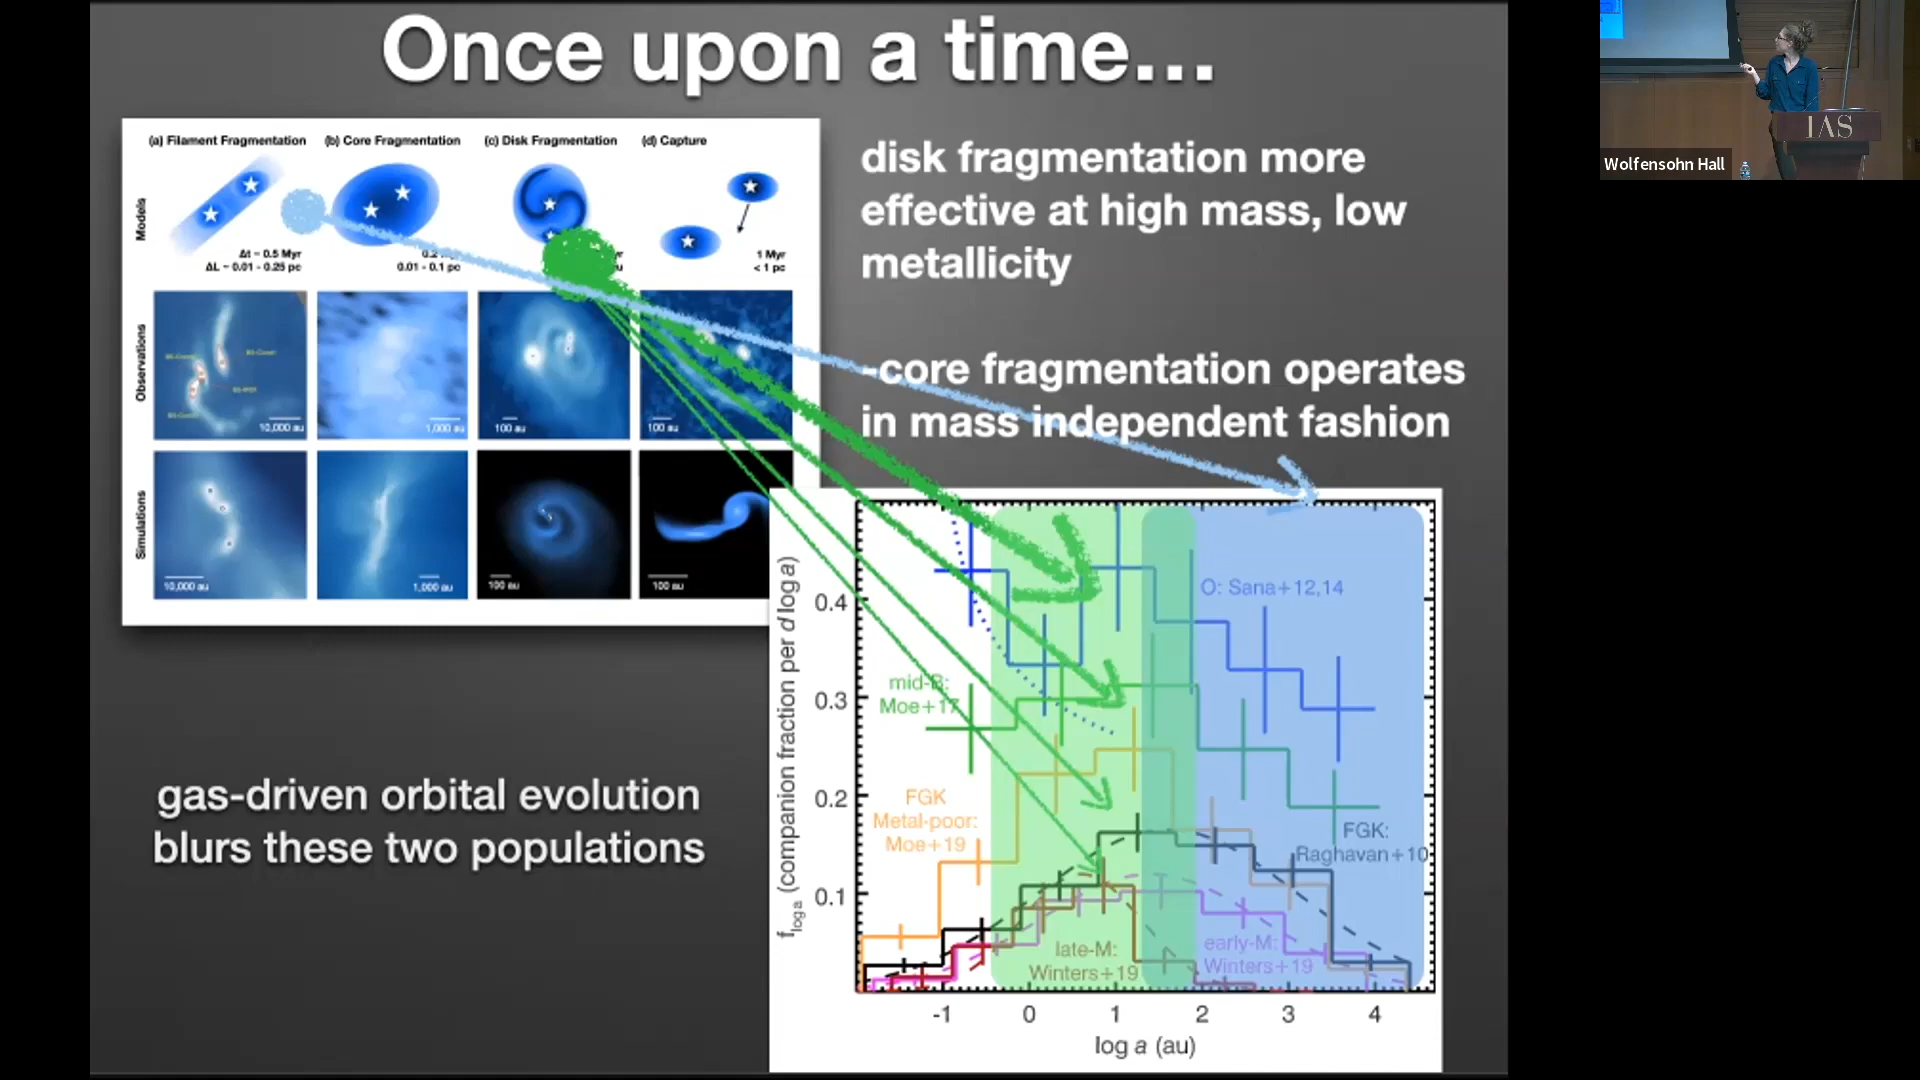 Once upon a time...
(a) Filament Fragmentation
(b) Core Fragmentation
(c) Disk Fragmentation
(d) Capture
Models
Δt ~ 0.5 Myr
ΔL ~ 0.01 - 0.25 pc
0.01 - 0.1 pc
1 Myr
< 1 pc
Observations
10,000 au
1,000 au
100 au
100 au
Simulations
10,000 au
1,000 au
100 au
100 au
disk fragmentation more
effective at high mass, low
metallicity
-core fragmentation operates
in mass independent fashion
gas-driven orbital evolution
blurs these two populations
f log a (companion fraction per d log a)
0.4
0.3
0.2
0.1
O: Sana+12,14
mid-B:
Moe+17
FGK
Metal-poor:
Moe+19
FGK:
Raghavan+10
late-M:
Winters+19
early-M:
Winters+19
-1 0 1 2 3 4
log a (au)
IAS
Wolfensohn Hall